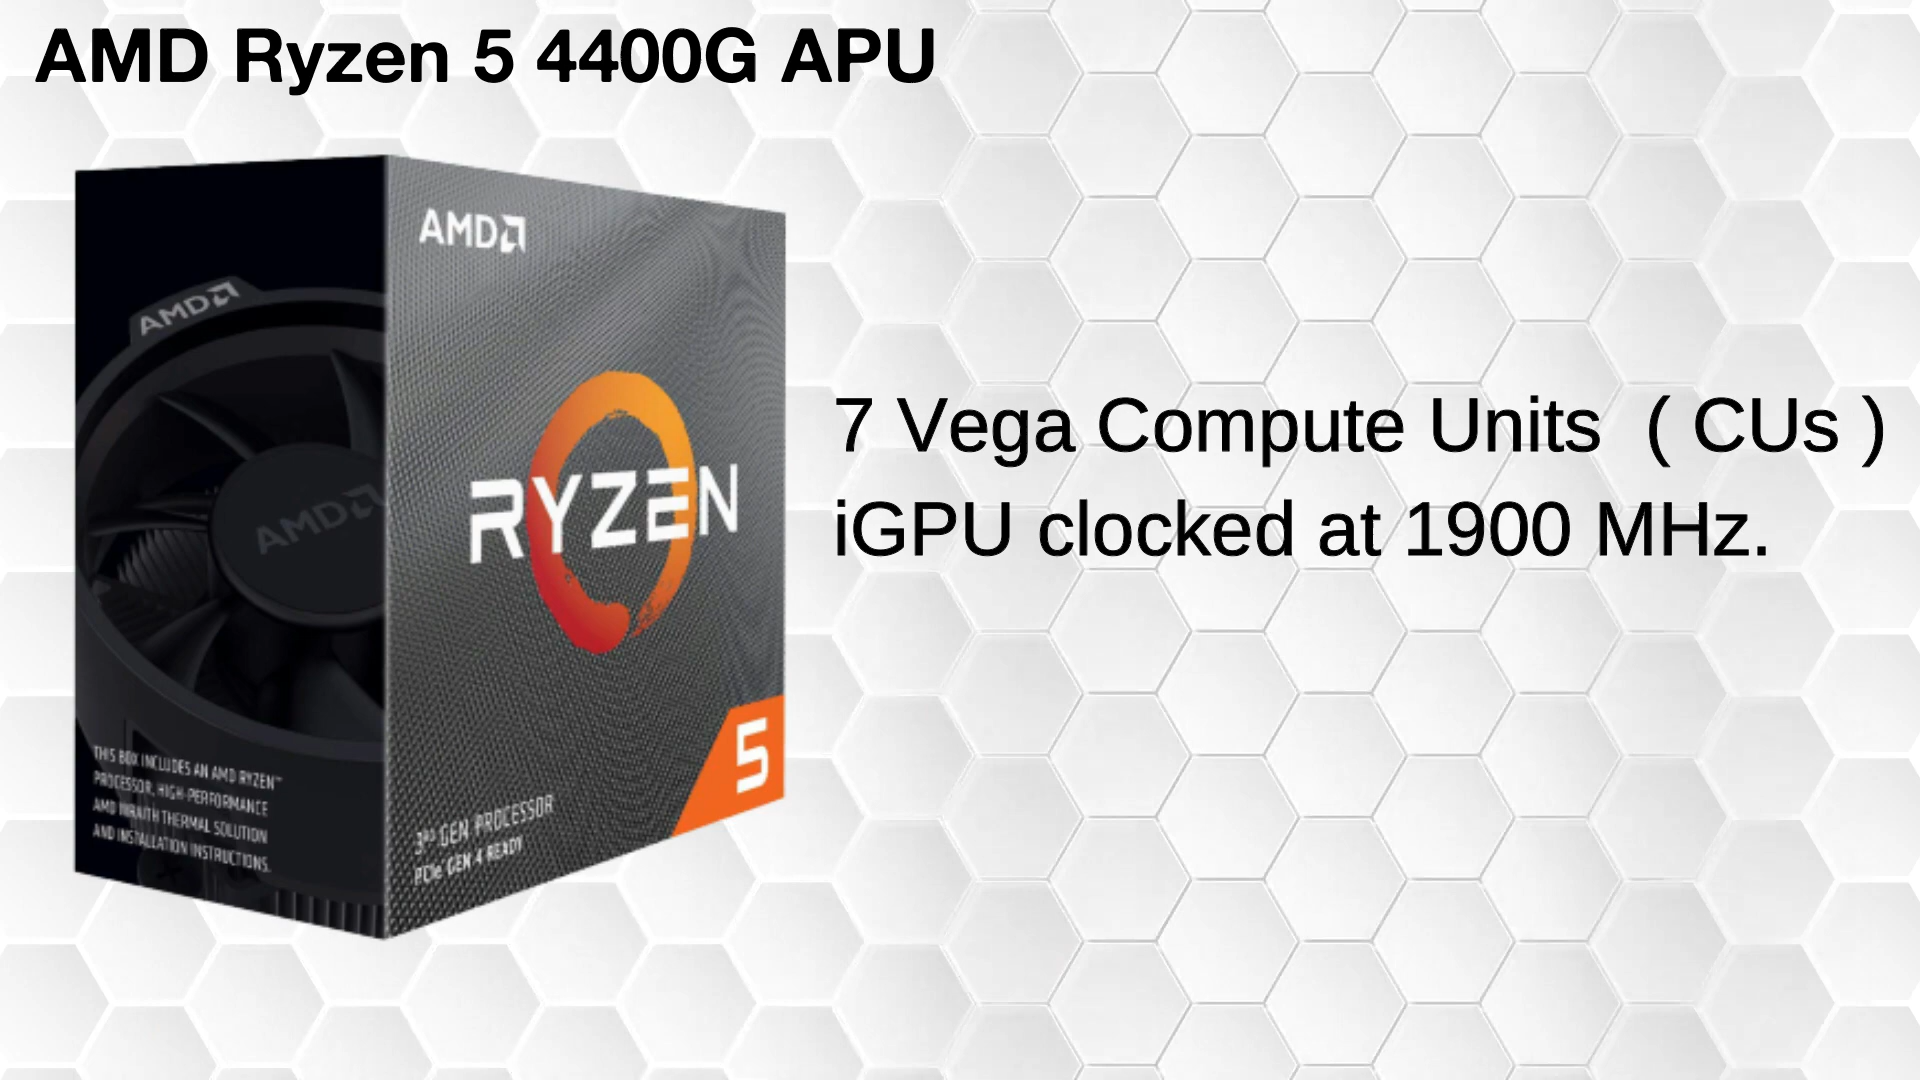 AMD Ryzen 5 4400G APU
AMD
AMD
AMD
RYZEN
7 Vega Compute Units ( CUs )
iGPU clocked at 1900 MHz.
5
THIS BOX INCLUDES AN AMD RYZEN™
PROCESSOR, HIGH-PERFORMANCE
AMD WRAITH THERMAL SOLUTION
AND INSTALLATION INSTRUCTIONS.
3RD GEN PROCESSOR
PCIe GEN 4 READY